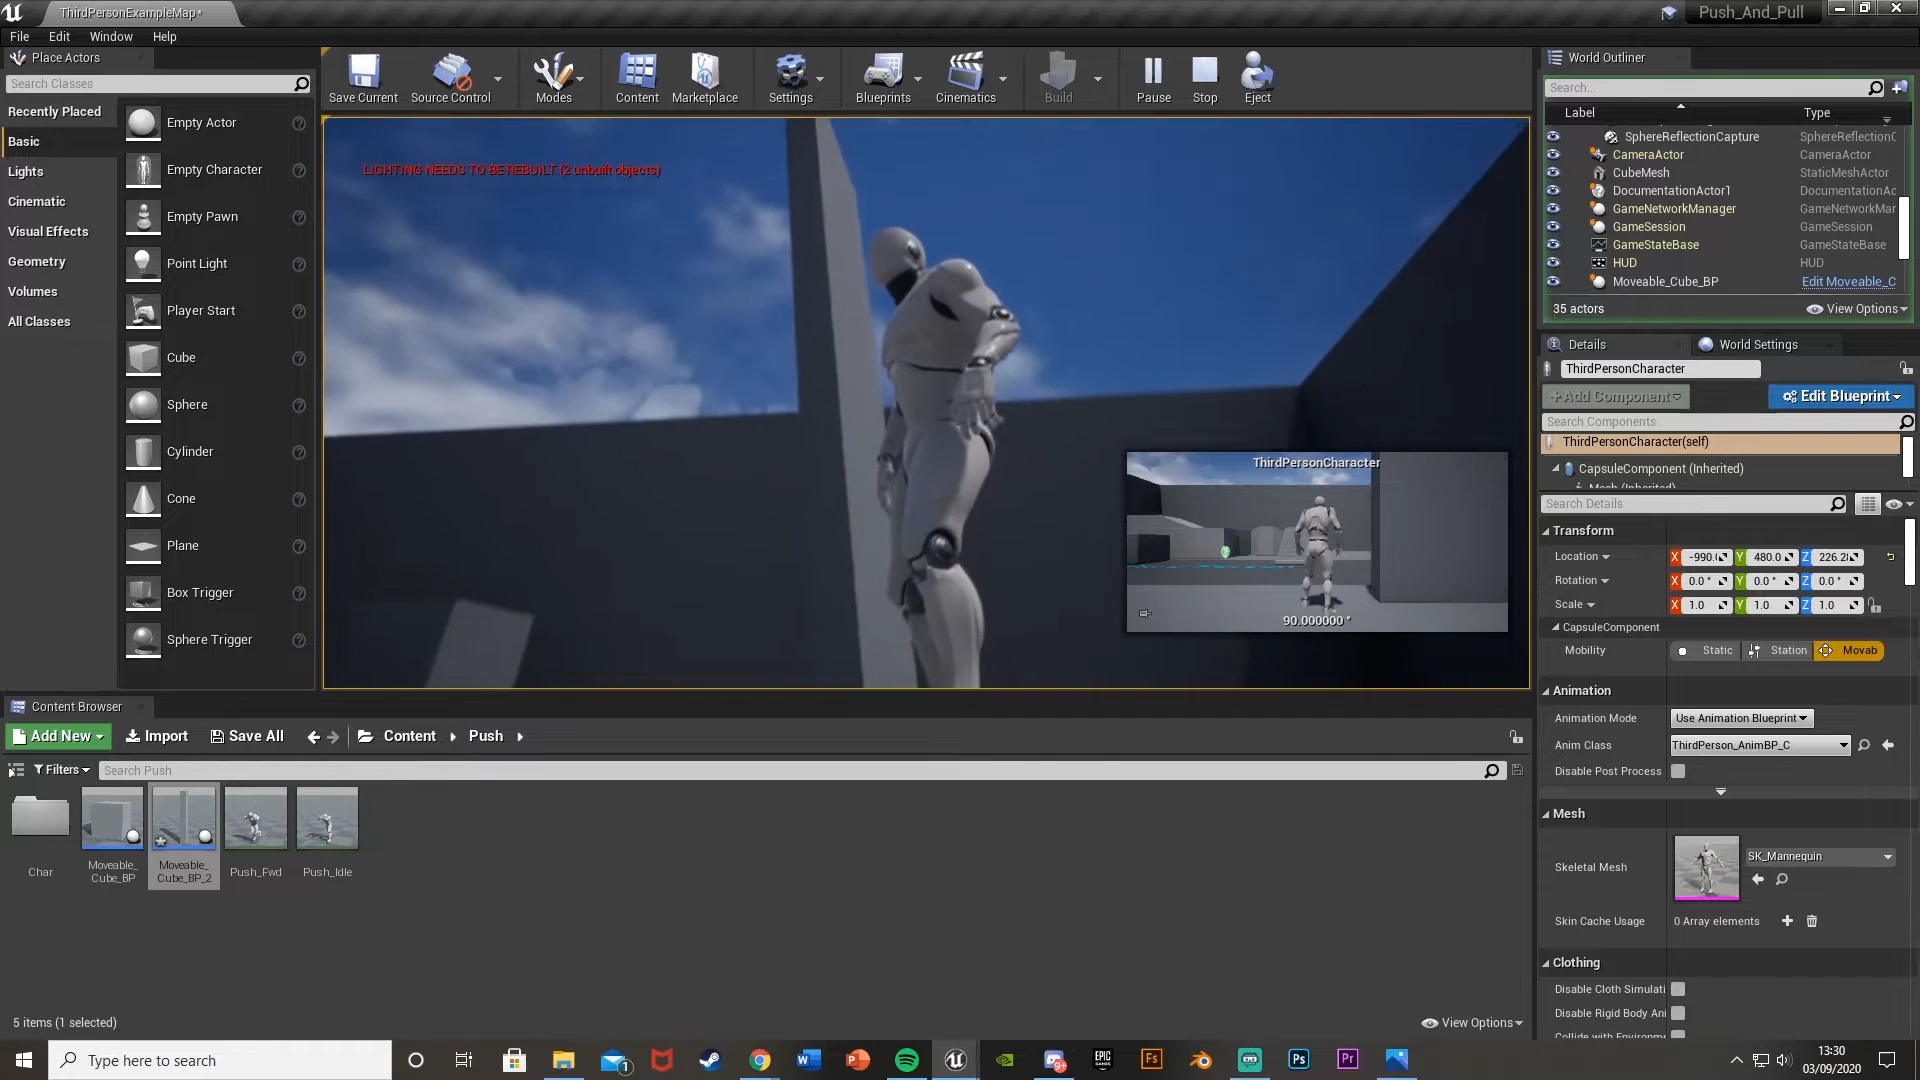 ThirdPersonExampleMap*
Push_And_Pull
File Edit Window Help
Place Actors
Search Classes
Recently Placed
Basic
Lights
Cinematic
Visual Effects
Geometry
Volumes
All Classes
Empty Actor
Empty Character
Empty Pawn
Point Light
Player Start
Cube
Sphere
Cylinder
Cone
Plane
Box Trigger
Sphere Trigger
Save Current
Source Control
Modes
Content
Marketplace
Settings
Blueprints
Cinematics
Build
Pause
Stop
Eject
LIGHTING NEEDS TO BE REBUILT (2 unbuilt objects)
ThirdPersonCharacter
90.000000 °
World Outliner
Search...
Label Type
SphereReflectionCapture SphereReflectionC
CameraActor CameraActor
CubeMesh StaticMeshActor
DocumentationActor1 DocumentationAc
GameNetworkManager GameNetworkMar
GameSession GameSession
GameStateBase GameStateBase
HUD HUD
Moveable_Cube_BP Edit Moveable_C
35 actors View Options
Details World Settings
ThirdPersonCharacter
+ Add Component Edit Blueprint
Search Components
ThirdPersonCharacter(self)
CapsuleComponent (Inherited)
Mesh (Inherited)
Search Details
Transform
Location X -990.( Y 480.0 Z 226.2
Rotation X 0.0 ° Y 0.0 ° Z 0.0 °
Scale X 1.0 Y 1.0 Z 1.0
CapsuleComponent
Mobility Static Station Movab
Animation
Animation Mode Use Animation Blueprint
Anim Class ThirdPerson_AnimBP_C
Disable Post Process
Mesh
Skeletal Mesh SK_Mannequin
Skin Cache Usage 0 Array elements
Clothing
Disable Cloth Simulati
Disable Rigid Body Ani
Collide with Environme
Content Browser
Add New Import Save All Content Push
Filters Search Push
Char
Moveable_
Cube_BP
Moveable_
Cube_BP_2
Push_Fwd
Push_Idle
5 items (1 selected) View Options
Type here to search
13:30
03/09/2020